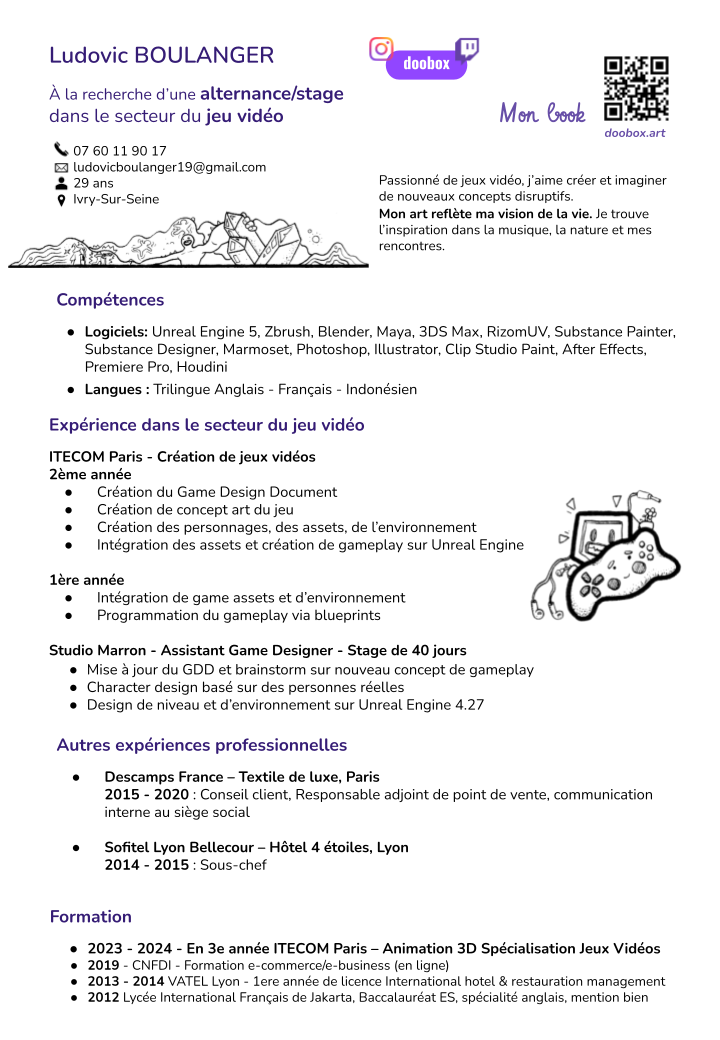 Ludovic BOULANGER
doobox
À la recherche d'une alternance/stage
dans le secteur du jeu vidéo
Mon book
doobox.art
07 60 11 90 17
ludovicboulanger19@gmail.com
29 ans
Ivry-Sur-Seine
Passionné de jeux vidéo, j'aime créer et imaginer
de nouveaux concepts disruptifs.
Mon art reflète ma vision de la vie. Je trouve
l'inspiration dans la musique, la nature et mes
rencontres.
Compétences
● Logiciels: Unreal Engine 5, Zbrush, Blender, Maya, 3DS Max, RizomUV, Substance Painter,
Substance Designer, Marmoset, Photoshop, Illustrator, Clip Studio Paint, After Effects,
Premiere Pro, Houdini
● Langues : Trilingue Anglais - Français - Indonésien
Expérience dans le secteur du jeu vidéo
ITECOM Paris - Création de jeux vidéos
2ème année
● Création du Game Design Document
● Création de concept art du jeu
● Création des personnages, des assets, de l'environnement
● Intégration des assets et création de gameplay sur Unreal Engine
1ère année
● Intégration de game assets et d'environnement
● Programmation du gameplay via blueprints
Studio Marron - Assistant Game Designer - Stage de 40 jours
● Mise à jour du GDD et brainstorm sur nouveau concept de gameplay
● Character design basé sur des personnes réelles
● Design de niveau et d'environnement sur Unreal Engine 4.27
Autres expériences professionnelles
● Descamps France – Textile de luxe, Paris
2015 - 2020 : Conseil client, Responsable adjoint de point de vente, communication
interne au siège social
● Sofitel Lyon Bellecour – Hôtel 4 étoiles, Lyon
2014 - 2015 : Sous-chef
Formation
● 2023 - 2024 - En 3e année ITECOM Paris – Animation 3D Spécialisation Jeux Vidéos
● 2019 - CNFDI - Formation e-commerce/e-business (en ligne)
● 2013 - 2014 VATEL Lyon - 1ere année de licence International hotel & restauration management
● 2012 Lycée International Français de Jakarta, Baccalauréat ES, spécialité anglais, mention bien